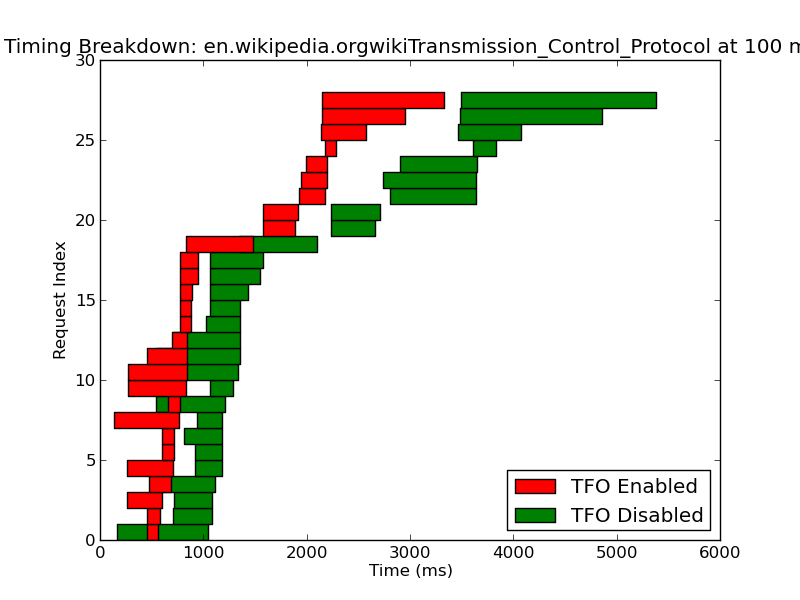 Timing Breakdown: en.wikipedia.orgwikiTransmission_Control_Protocol at 100 m
30
25
20
15
10
5
0
Request Index
TFO Enabled
TFO Disabled
0 1000 2000 3000 4000 5000 6000
Time (ms)